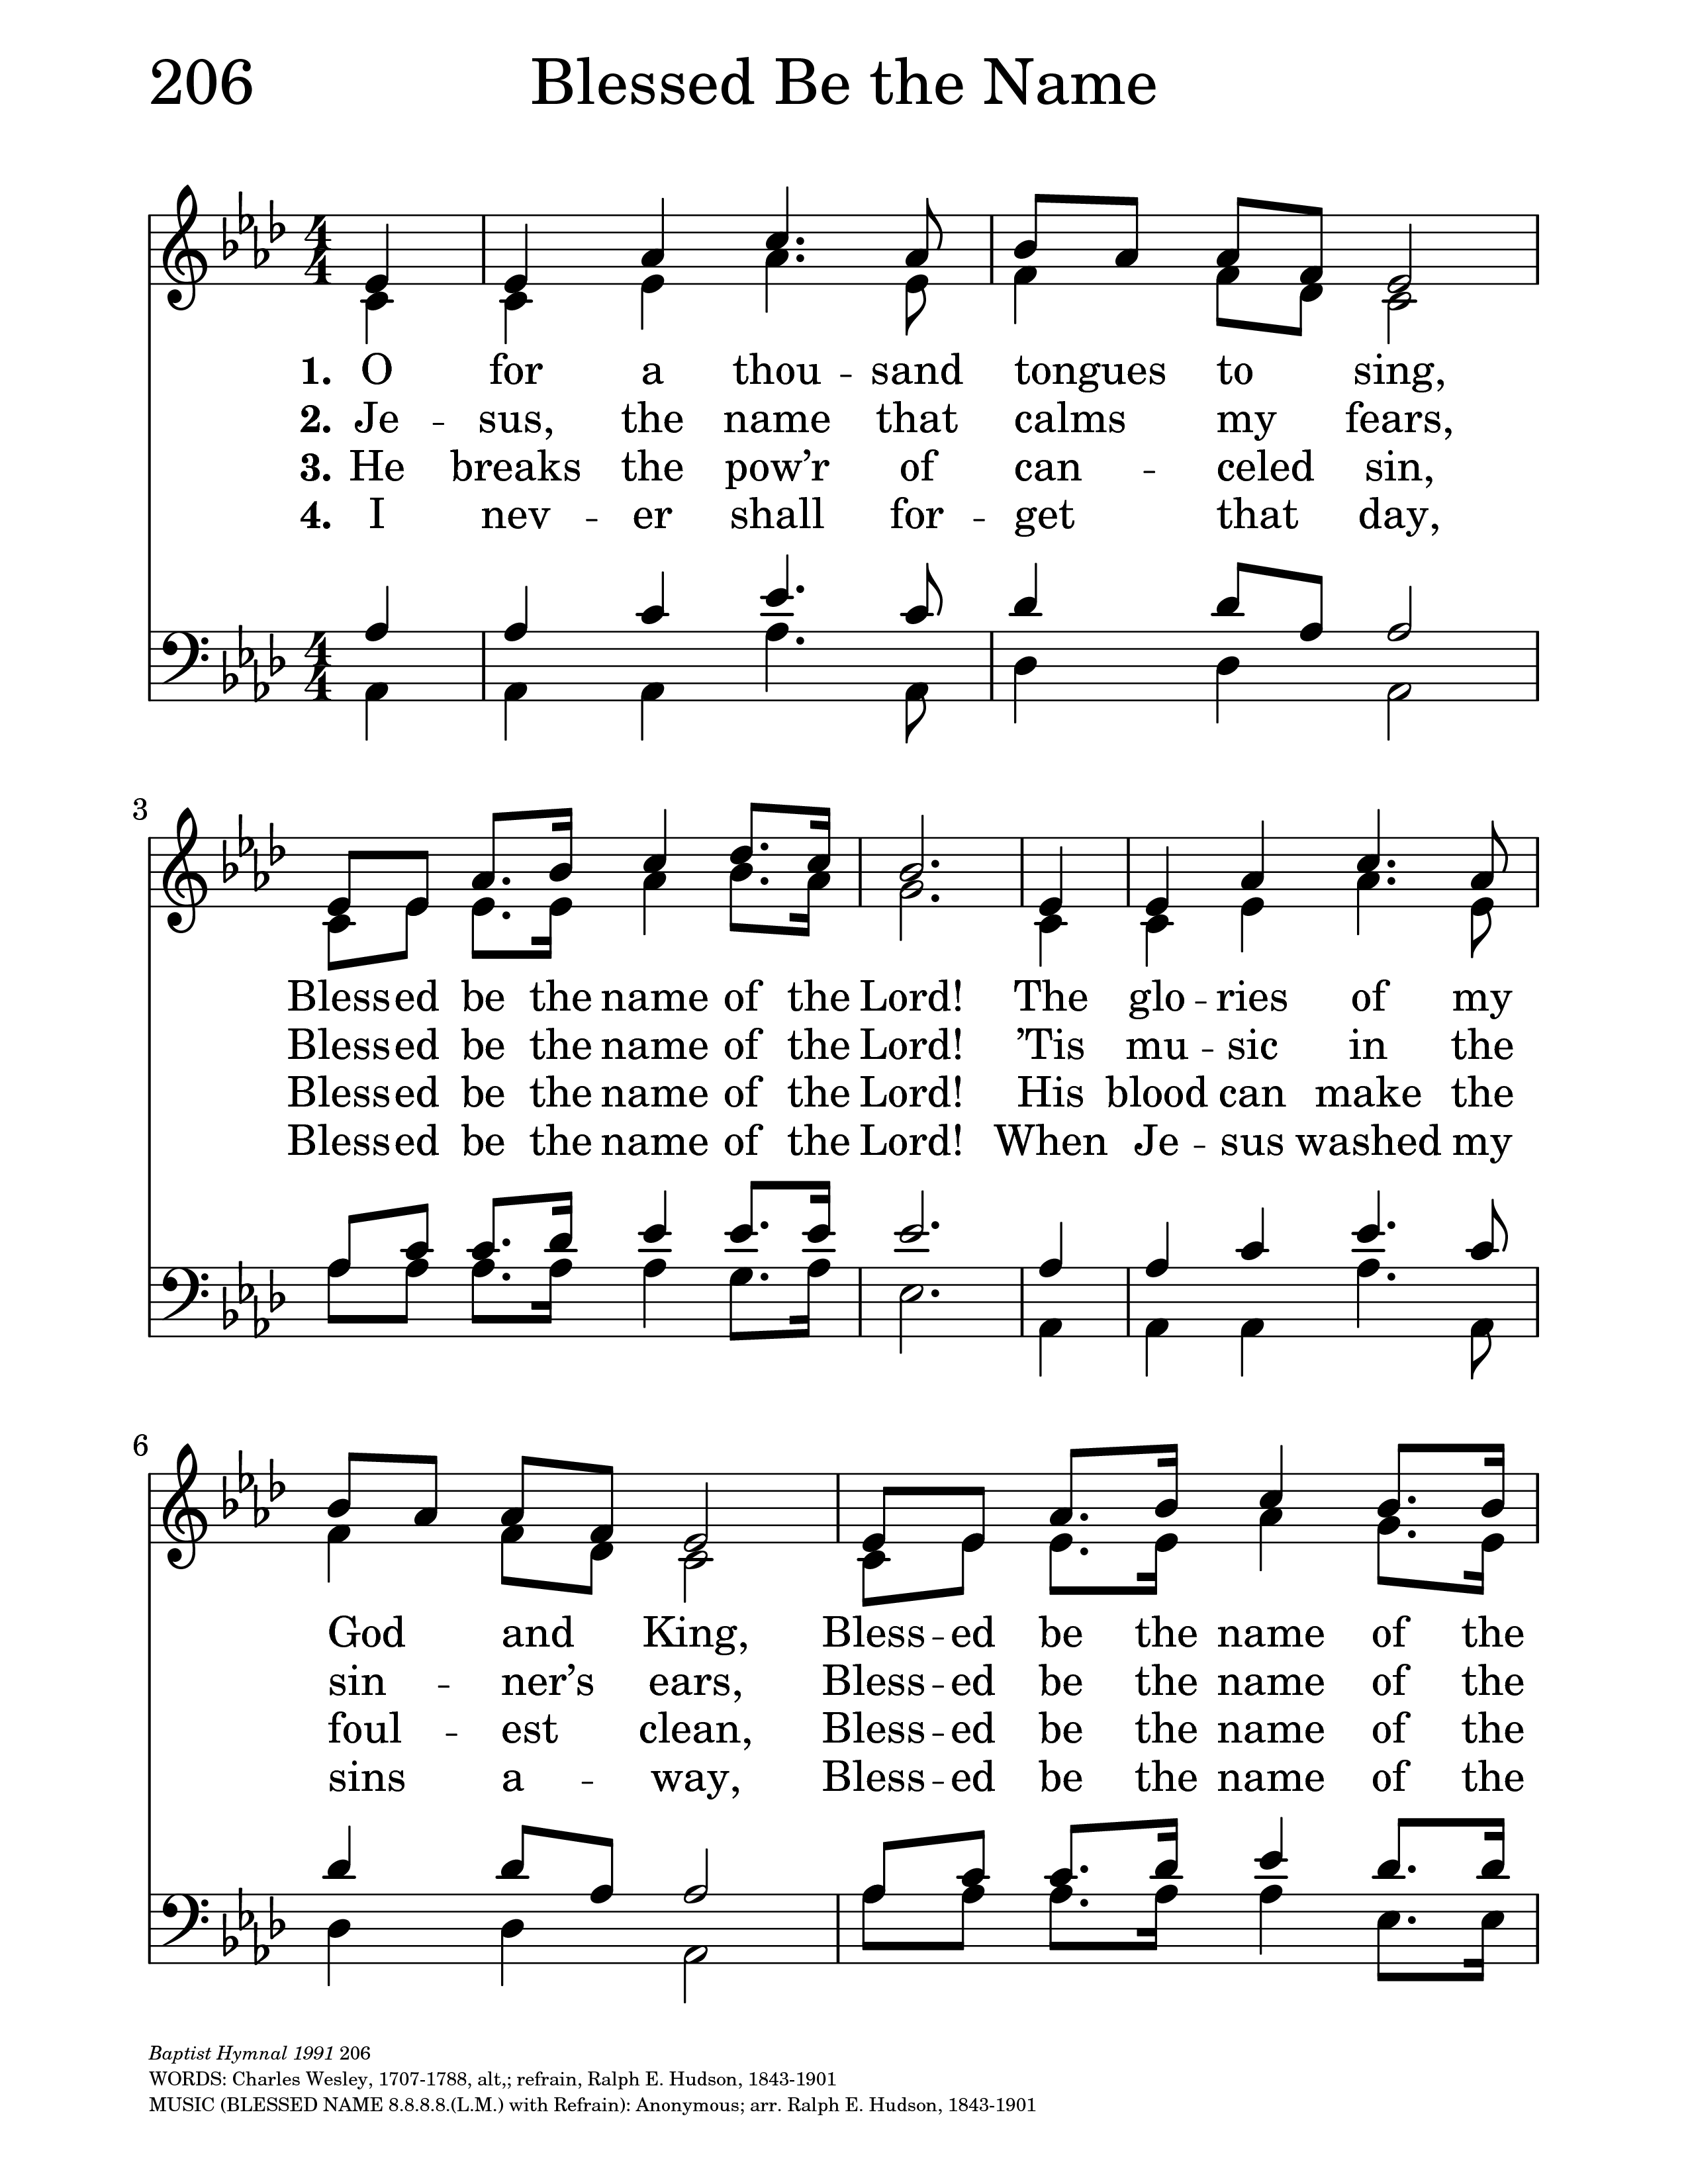 206 Blessed Be the Name
1. O for a thou - sand tongues to sing,
2. Je - sus, the name that calms my fears,
3. He breaks the pow’r of can - celed sin,
4. I nev - er shall for - get that day,
3
Blessed be the name of the Lord! The glo - ries of my
Blessed be the name of the Lord! ’Tis mu - sic in the
Blessed be the name of the Lord! His blood can make the
Blessed be the name of the Lord! When Je - sus washed my
6
God and King, Bless - ed be the name of the
sin - ner’s ears, Bless - ed be the name of the
foul - est clean, Bless - ed be the name of the
sins a - way, Bless - ed be the name of the
Baptist Hymnal 1991 206
WORDS: Charles Wesley, 1707-1788, alt,; refrain, Ralph E. Hudson, 1843-1901
MUSIC (BLESSED NAME 8.8.8.8.(L.M.) with Refrain): Anonymous; arr. Ralph E. Hudson, 1843-1901